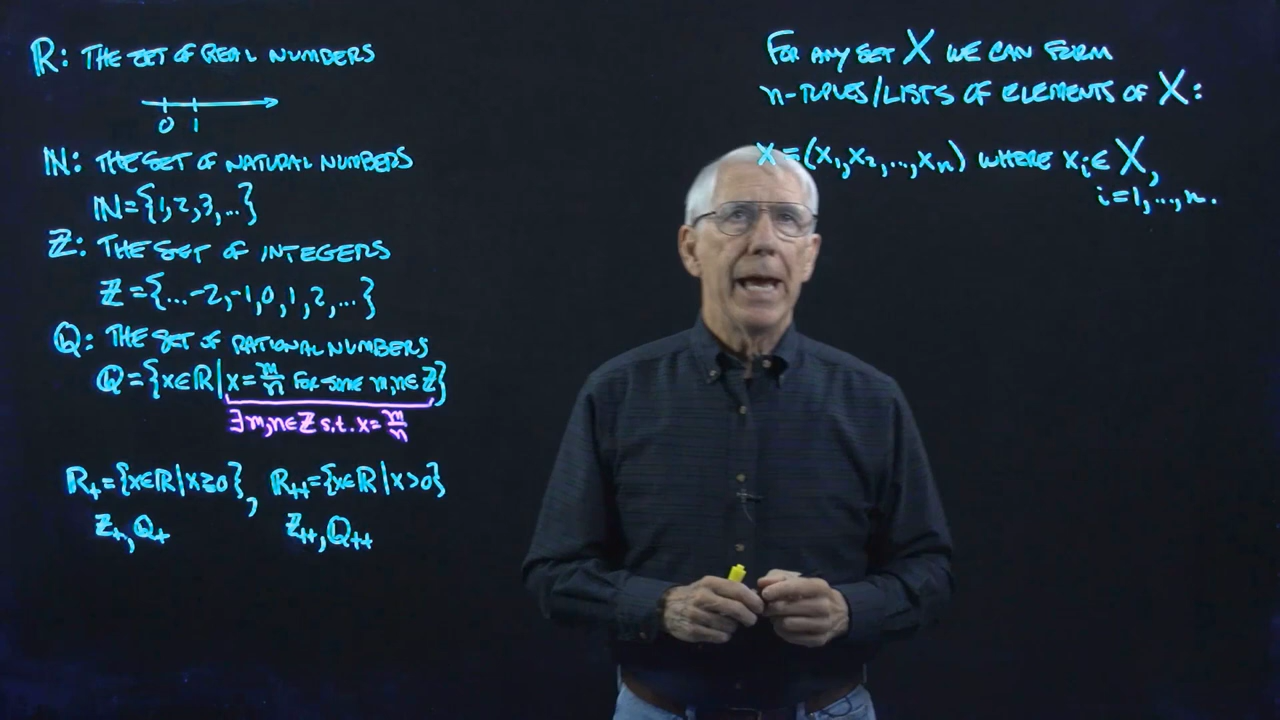 ℝ: THE SET OF REAL NUMBERS
0 1
ℕ: THE SET OF NATURAL NUMBERS
ℕ={1,2,3,...}
ℤ: THE SET OF INTEGERS
ℤ={...-2,-1,0,1,2,...}
ℚ: THE SET OF RATIONAL NUMBERS
ℚ={x∈ℝ|x=m/n FOR SOME m,n∈ℤ}
∃m,n∈ℤ s.t. x=m/n
ℝ₊={x∈ℝ|x≥0}, ℝ₊₊={x∈ℝ|x>0}
ℤ₊,ℚ₊ ℤ₊₊,ℚ₊₊
FOR ANY SET X WE CAN FORM
n-TUPLES/LISTS OF ELEMENTS OF X:
x=(x₁,x₂,...,xₙ) WHERE xᵢ∈X,
i=1,...,n.